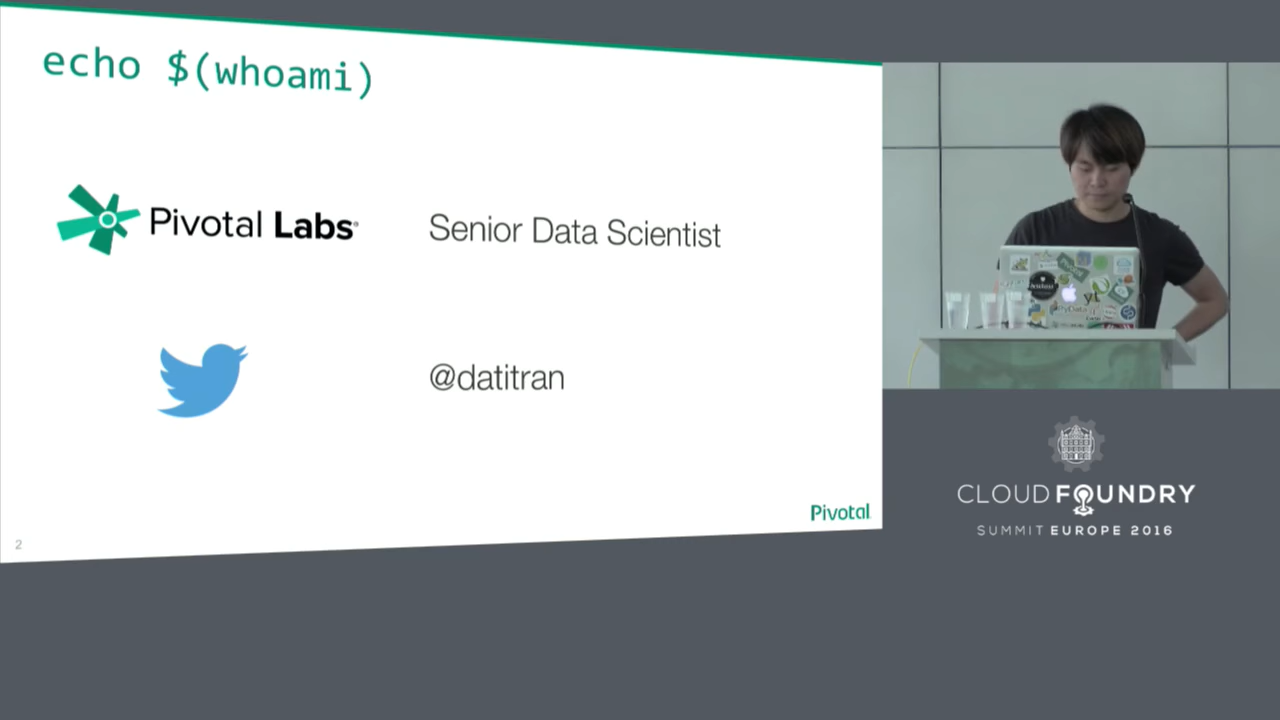 echo $(whoami)
Pivotal Labs
Senior Data Scientist
@datitran
Pivotal
2
CLOUD FOUNDRY
SUMMIT EUROPE 2016